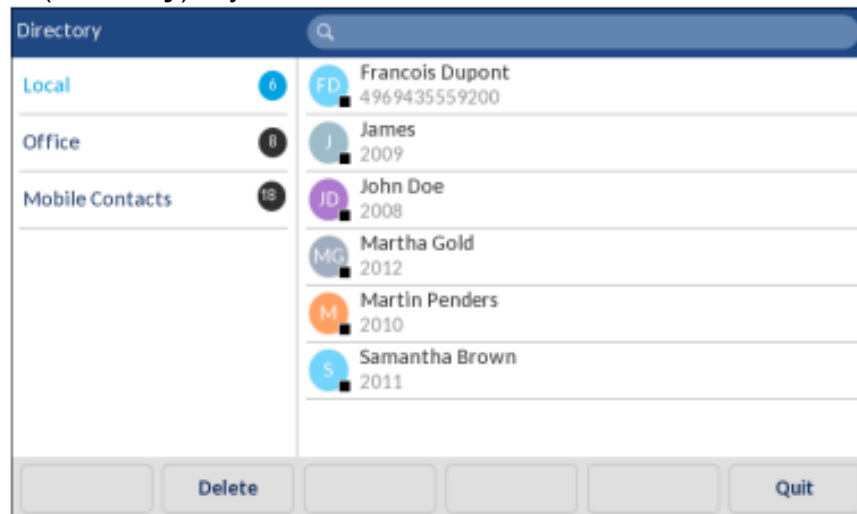 Directory
Local 6
Office 8
Mobile Contacts 18
FD Francois Dupont
4969435559200
J James
2009
JD John Doe
2008
MG Martha Gold
2012
M Martin Penders
2010
S Samantha Brown
2011
Delete Quit